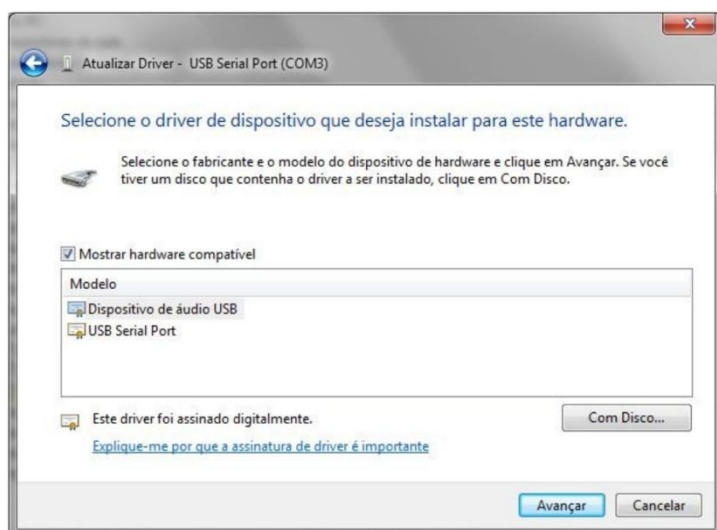 Atualizar Driver - USB Serial Port (COM3)
Selecione o driver de dispositivo que deseja instalar para este hardware.
Selecione o fabricante e o modelo do dispositivo de hardware e clique em Avançar. Se você
tiver um disco que contenha o driver a ser instalado, clique em Com Disco.
Mostrar hardware compatível
Modelo
Dispositivo de áudio USB
USB Serial Port
Este driver foi assinado digitalmente.
Com Disco...
Explique-me por que a assinatura de driver é importante
Avançar
Cancelar